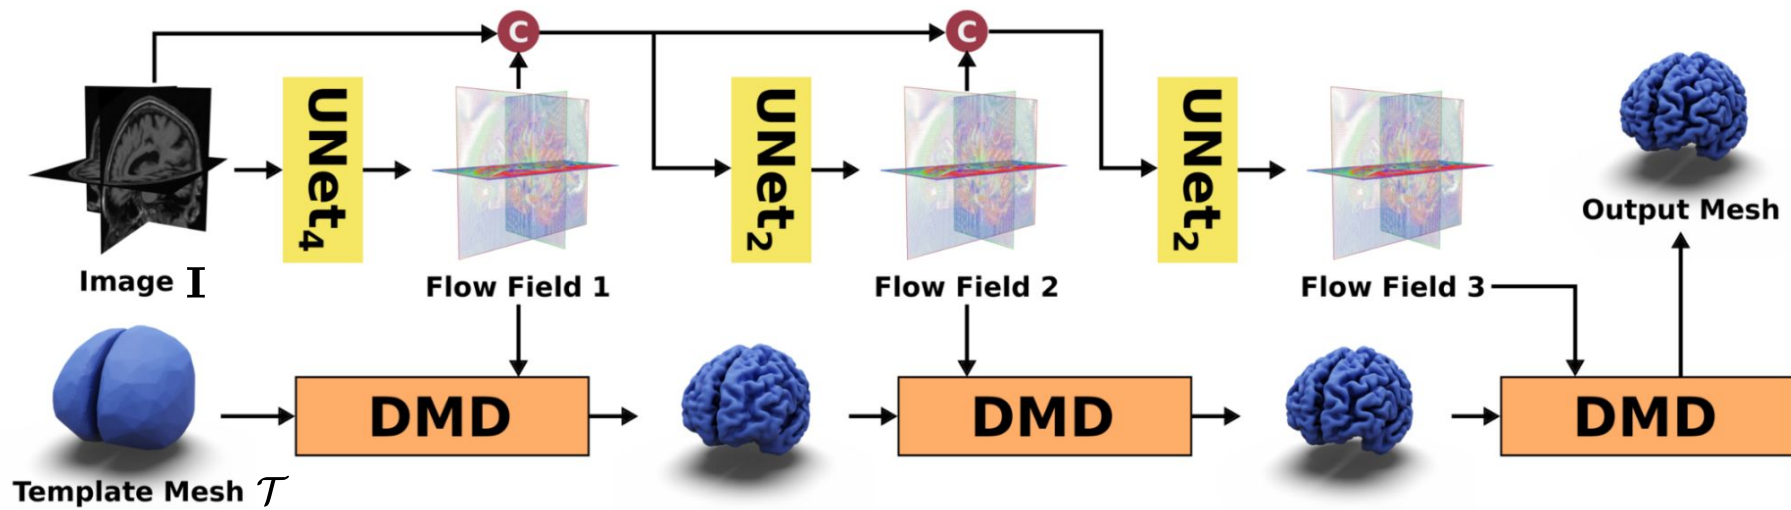 C
C
UNet4
UNet2
UNet2
Image I
Flow Field 1
Flow Field 2
Flow Field 3
Output Mesh
DMD
DMD
DMD
Template Mesh 𝒯